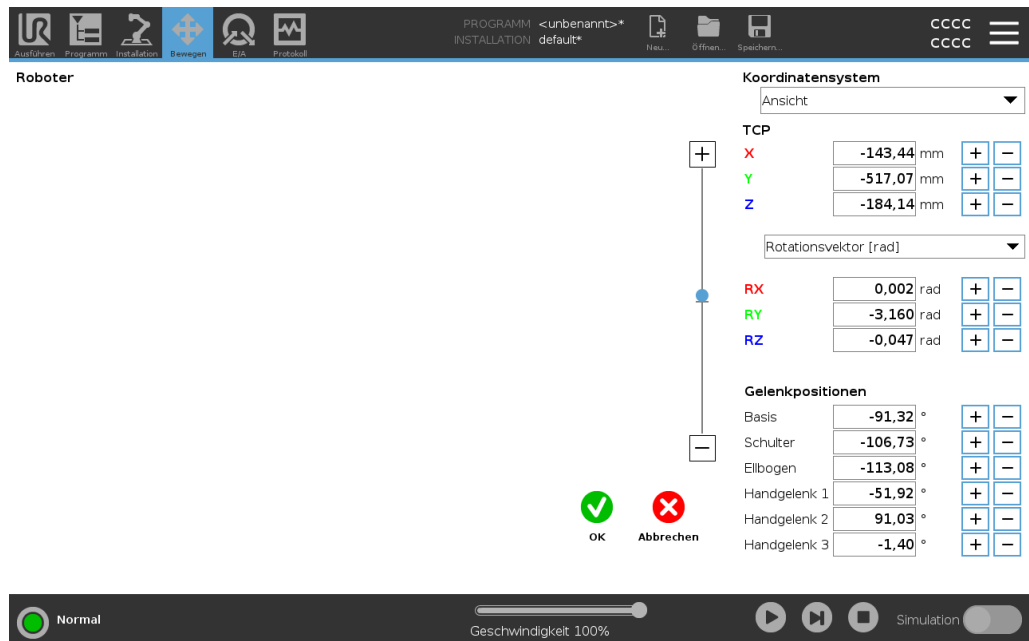 UR
PROGRAMM <unbenannt>*
INSTALLATION default*
CCCC
CCCC
Ausführen Programm Installation Bewegen E/A Protokoll Neu... Öffnen... Speichern...
Roboter
Koordinatensystem
Ansicht
TCP
X -143,44 mm + −
Y -517,07 mm + −
Z -184,14 mm + −
Rotationsvektor [rad]
RX 0,002 rad + −
RY -3,160 rad + −
RZ -0,047 rad + −
Gelenkpositionen
Basis -91,32 ° + −
Schulter -106,73 ° + −
Ellbogen -113,08 ° + −
Handgelenk 1 -51,92 ° + −
Handgelenk 2 91,03 ° + −
Handgelenk 3 -1,40 ° + −
+
−
OK Abbrechen
Normal
Geschwindigkeit 100%
Simulation